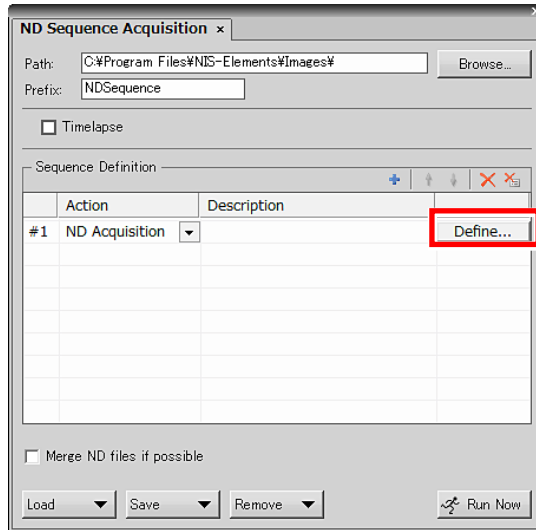 ND Sequence Acquisition ×
Path: C:¥Program Files¥NIS-Elements¥Images¥ Browse...
Prefix: NDSequence
Timelapse
Sequence Definition
Action Description
#1 ND Acquisition Define...
Merge ND files if possible
Load Save Remove Run Now